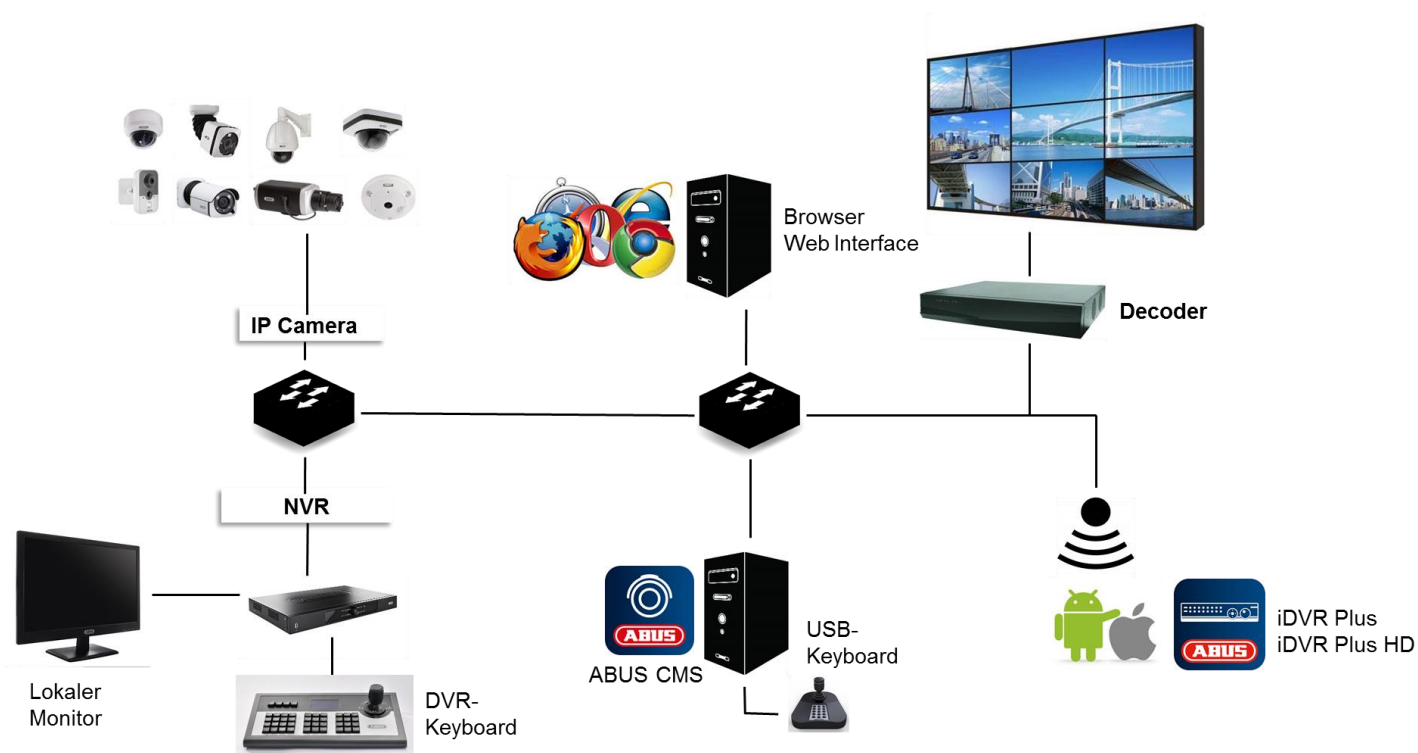 Browser
Web Interface
IP Camera
Decoder
NVR
Lokaler
Monitor
DVR-
Keyboard
ABUS
ABUS CMS
USB-
Keyboard
ABUS
iDVR Plus
iDVR Plus HD